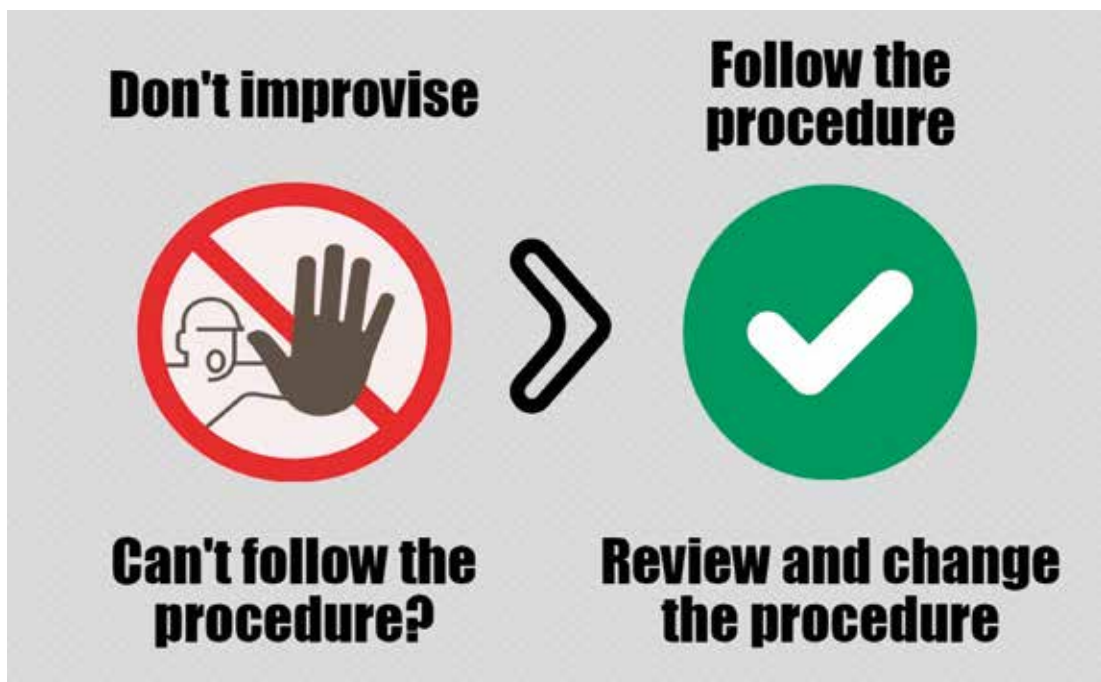 Don't improvise
Follow the
procedure
Can't follow the
procedure?
Review and change
the procedure